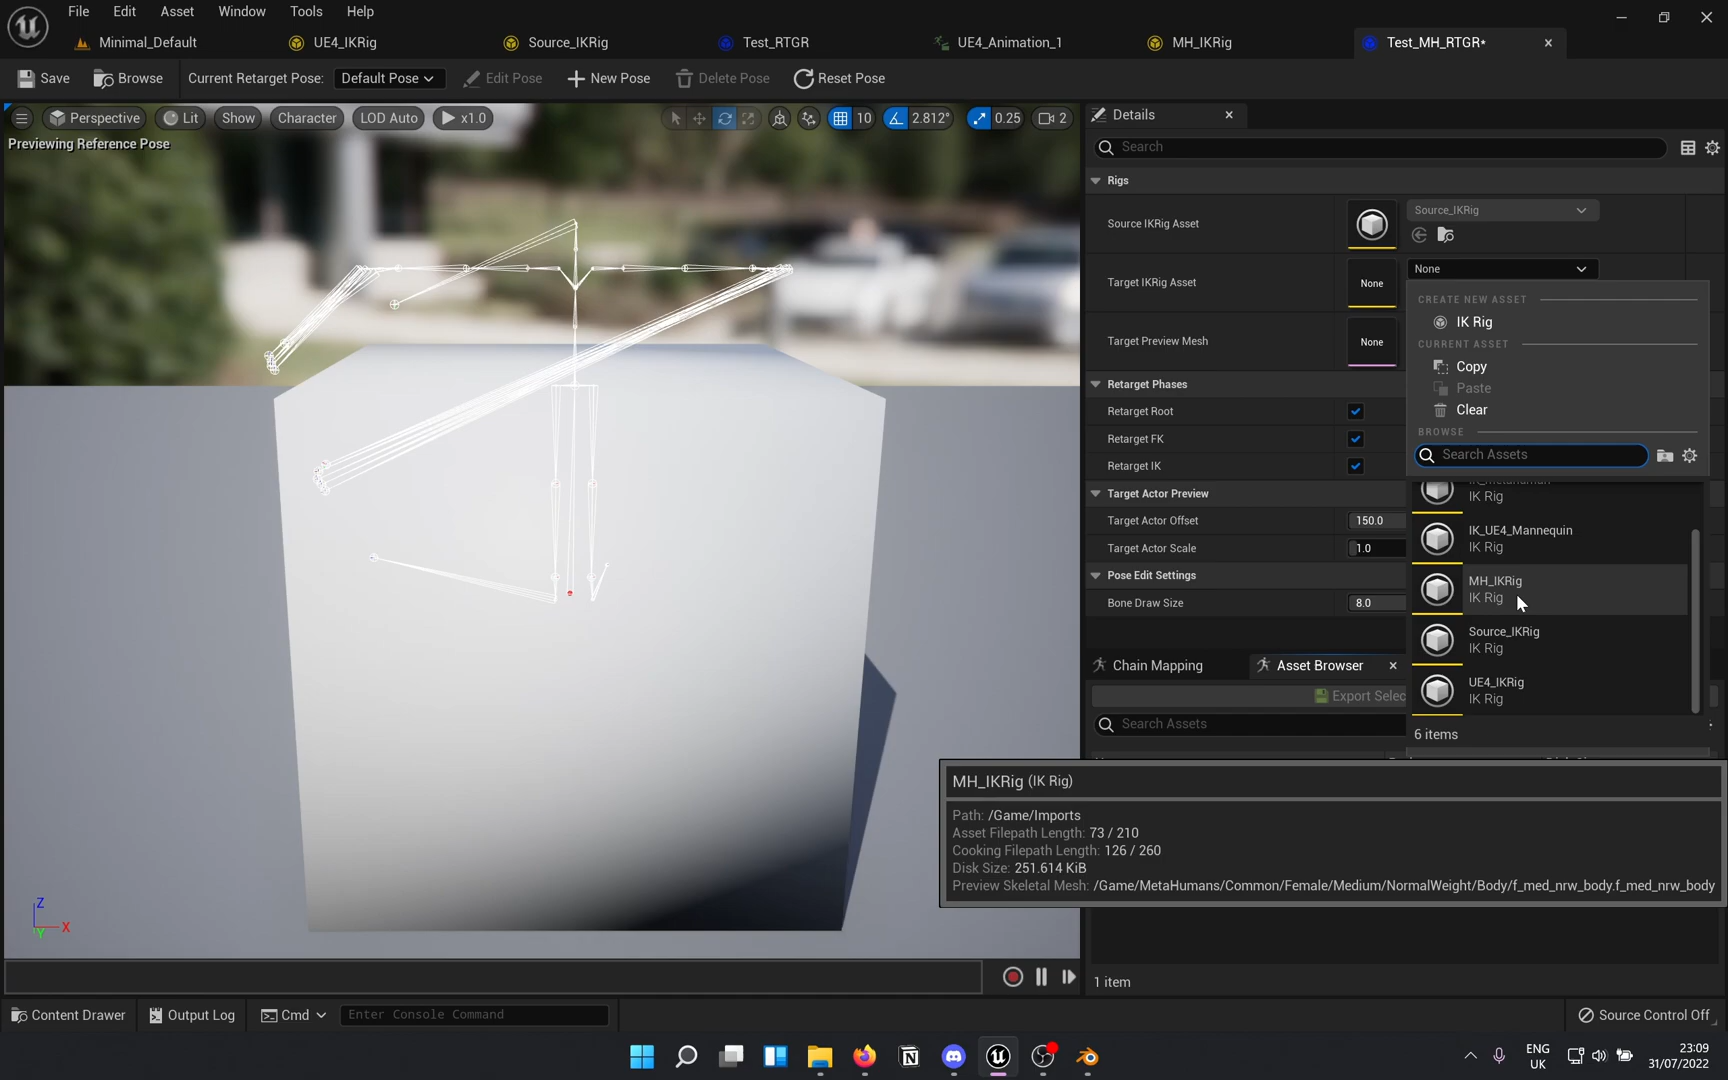 File Edit Asset Window Tools Help
Minimal_Default UE4_IKRig Source_IKRig Test_RTGR UE4_Animation_1 MH_IKRig Test_MH_RTGR*
Save Browse Current Retarget Pose: Default Pose Edit Pose New Pose Delete Pose Reset Pose
Perspective Lit Show Character LOD Auto x1.0 10 2.812° 0.25 2
Previewing Reference Pose
Details
Search
Rigs
Source IKRig Asset
Source_IKRig
Target IKRig Asset
None
None
Target Preview Mesh
None
Retarget Phases
Retarget Root
Retarget FK
Retarget IK
Target Actor Preview
Target Actor Offset 150.0
Target Actor Scale 1.0
Pose Edit Settings
Bone Draw Size 8.0
CREATE NEW ASSET
IK Rig
CURRENT ASSET
Copy
Paste
Clear
BROWSE
Search Assets
IK Rig
IK_UE4_Mannequin
IK Rig
MH_IKRig
IK Rig
Source_IKRig
IK Rig
UE4_IKRig
IK Rig
6 items
Chain Mapping Asset Browser
Export Selec
Search Assets
MH_IKRig (IK Rig)
Path: /Game/Imports
Asset Filepath Length: 73 / 210
Cooking Filepath Length: 126 / 260
Disk Size: 251.614 KiB
Preview Skeletal Mesh: /Game/MetaHumans/Common/Female/Medium/NormalWeight/Body/f_med_nrw_body.f_med_nrw_body
1 item
Z
X
Y
Content Drawer Output Log Cmd Enter Console Command Source Control Off
ENG
UK
23:09
31/07/2022